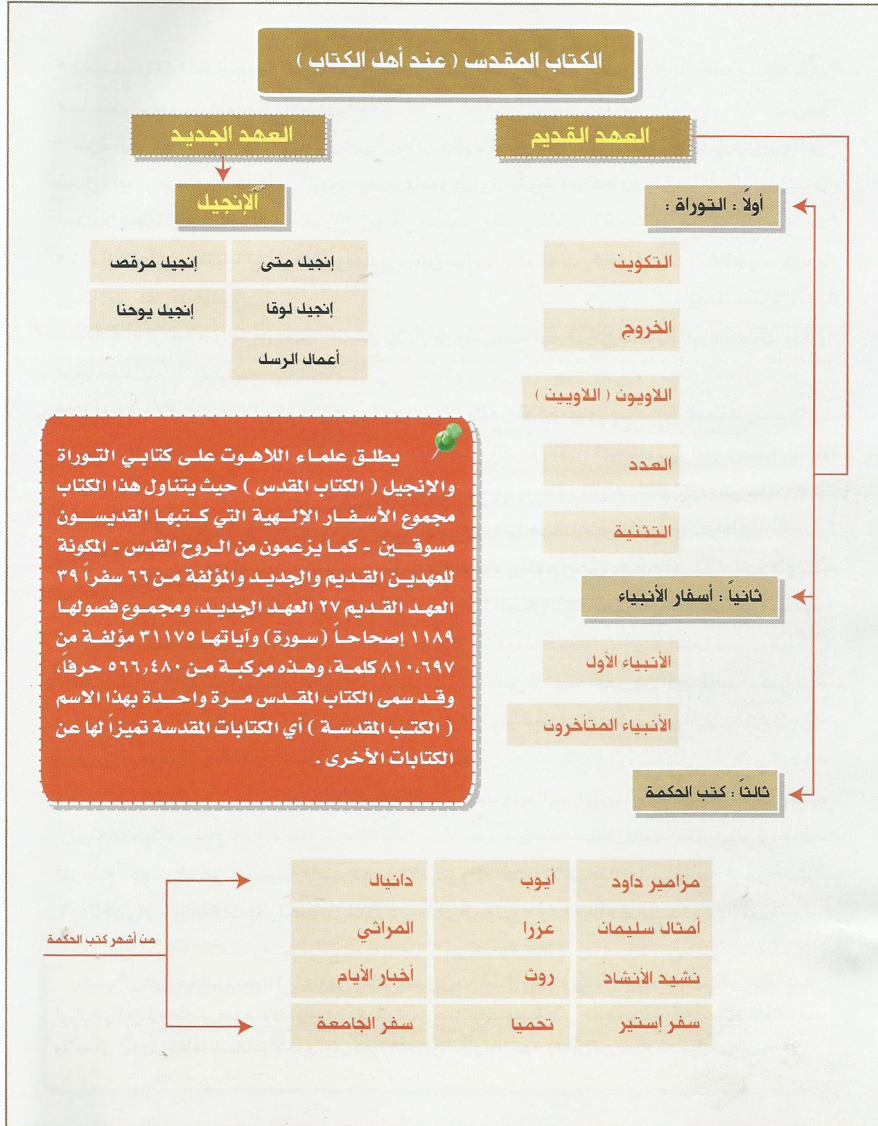 الكتاب المقدس ( عند أهل الكتاب )
العهد القديم
أولاً : التوراة :
التكوين
الخروج
اللاويون ( اللاويين )
العدد
التثنية
ثانياً : أسفار الأنبياء
الأنبياء الأول
الأنبياء المتأخرون
ثالثاً : كتب الحكمة
العهد الجديد
الإنجيل
إنجيل متى
إنجيل مرقص
إنجيل لوقا
إنجيل يوحنا
أعمال الرسل
يطلق علماء اللاهوت على كتابي التوراة
والإنجيل ( الكتاب المقدس ) حيث يتناول هذا الكتاب
مجموع الأسفار الإلهية التي كتبها القديسون
مسوقين - كما يزعمون من الروح القدس - المكونة
للعهدين القديم والجديد والمؤلفة من ٦٦ سفراً ٣٩
العهد القديم ٢٧ العهد الجديد، ومجموع فصولها
١١٨٩ إصحاحاً ( سورة ) وآياتها ٣١١٧٥ مؤلفة من
٨١٠،٦٩٧ كلمة، وهذه مركبة من ٥٦٦,٤٨٠ حرفاً،
وقد سمى الكتاب المقدس مرة واحدة بهذا الاسم
( الكتب المقدسة ) أي الكتابات المقدسة تميزاً لها عن
الكتابات الأخرى .
من أشهر كتب الحكمة
مزامير داود
أيوب
دانيال
أمثال سليمان
عزرا
المراثي
نشيد الأنشاد
روث
أخبار الأيام
سفر إستير
تحميا
سفر الجامعة